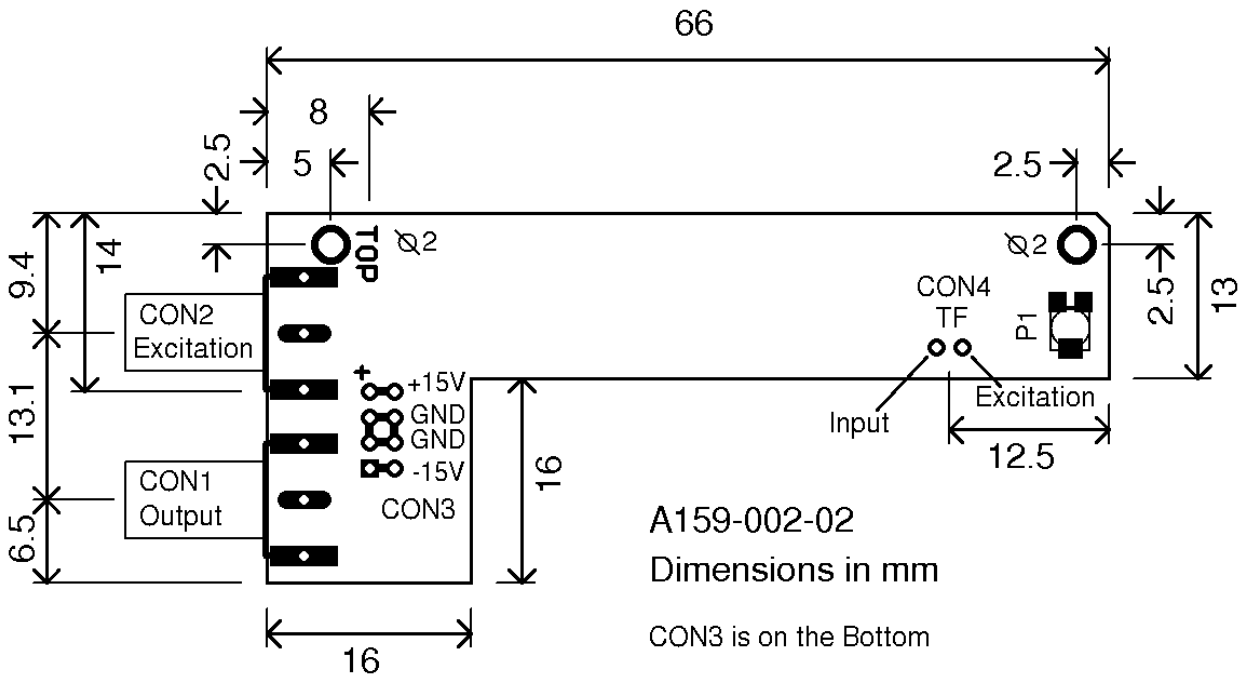 66
8
2.5
5
2.5
TOP
⌀2
⌀2
9.4
14
CON2
Excitation
CON4
TF
P1
2.5
13
13.1
+
+15V
GND
GND
-15V
Input
Excitation
12.5
CON1
Output
CON3
16
6.5
A159-002-02
Dimensions in mm
CON3 is on the Bottom
16